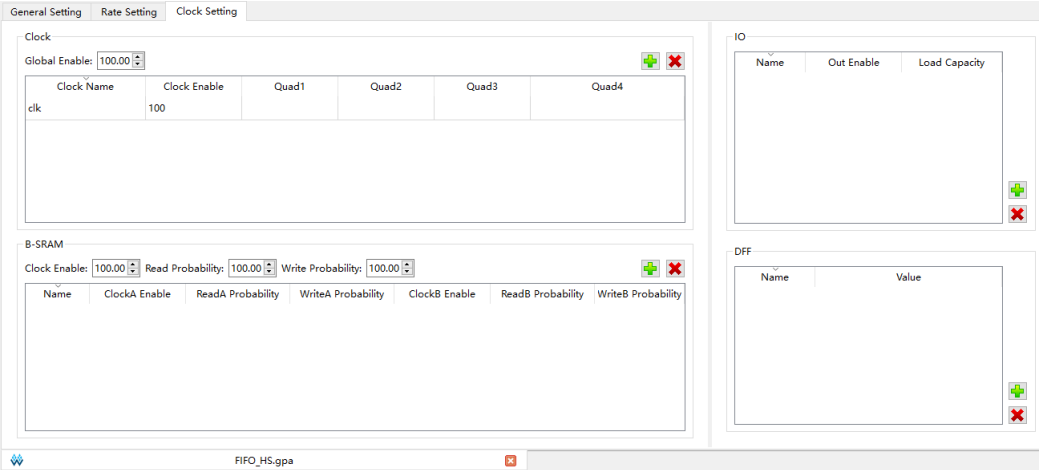 General Setting Rate Setting Clock Setting
Clock
Global Enable: 100.00
Clock Name Clock Enable Quad1 Quad2 Quad3 Quad4
clk 100
B-SRAM
Clock Enable: 100.00 Read Probability: 100.00 Write Probability: 100.00
Name ClockA Enable ReadA Probability WriteA Probability ClockB Enable ReadB Probability WriteB Probability
IO
Name Out Enable Load Capacity
DFF
Name Value
FIFO_HS.gpa